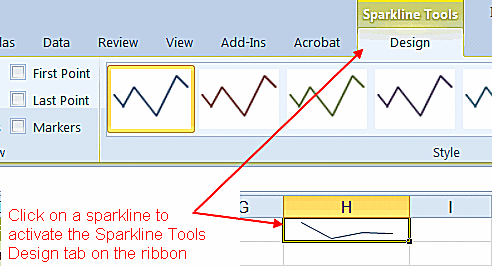 Sparkline Tools
las Data Review View Add-Ins Acrobat Design
First Point
Last Point
Markers
w Style
G H I
Click on a sparkline to
activate the Sparkline Tools
Design tab on the ribbon